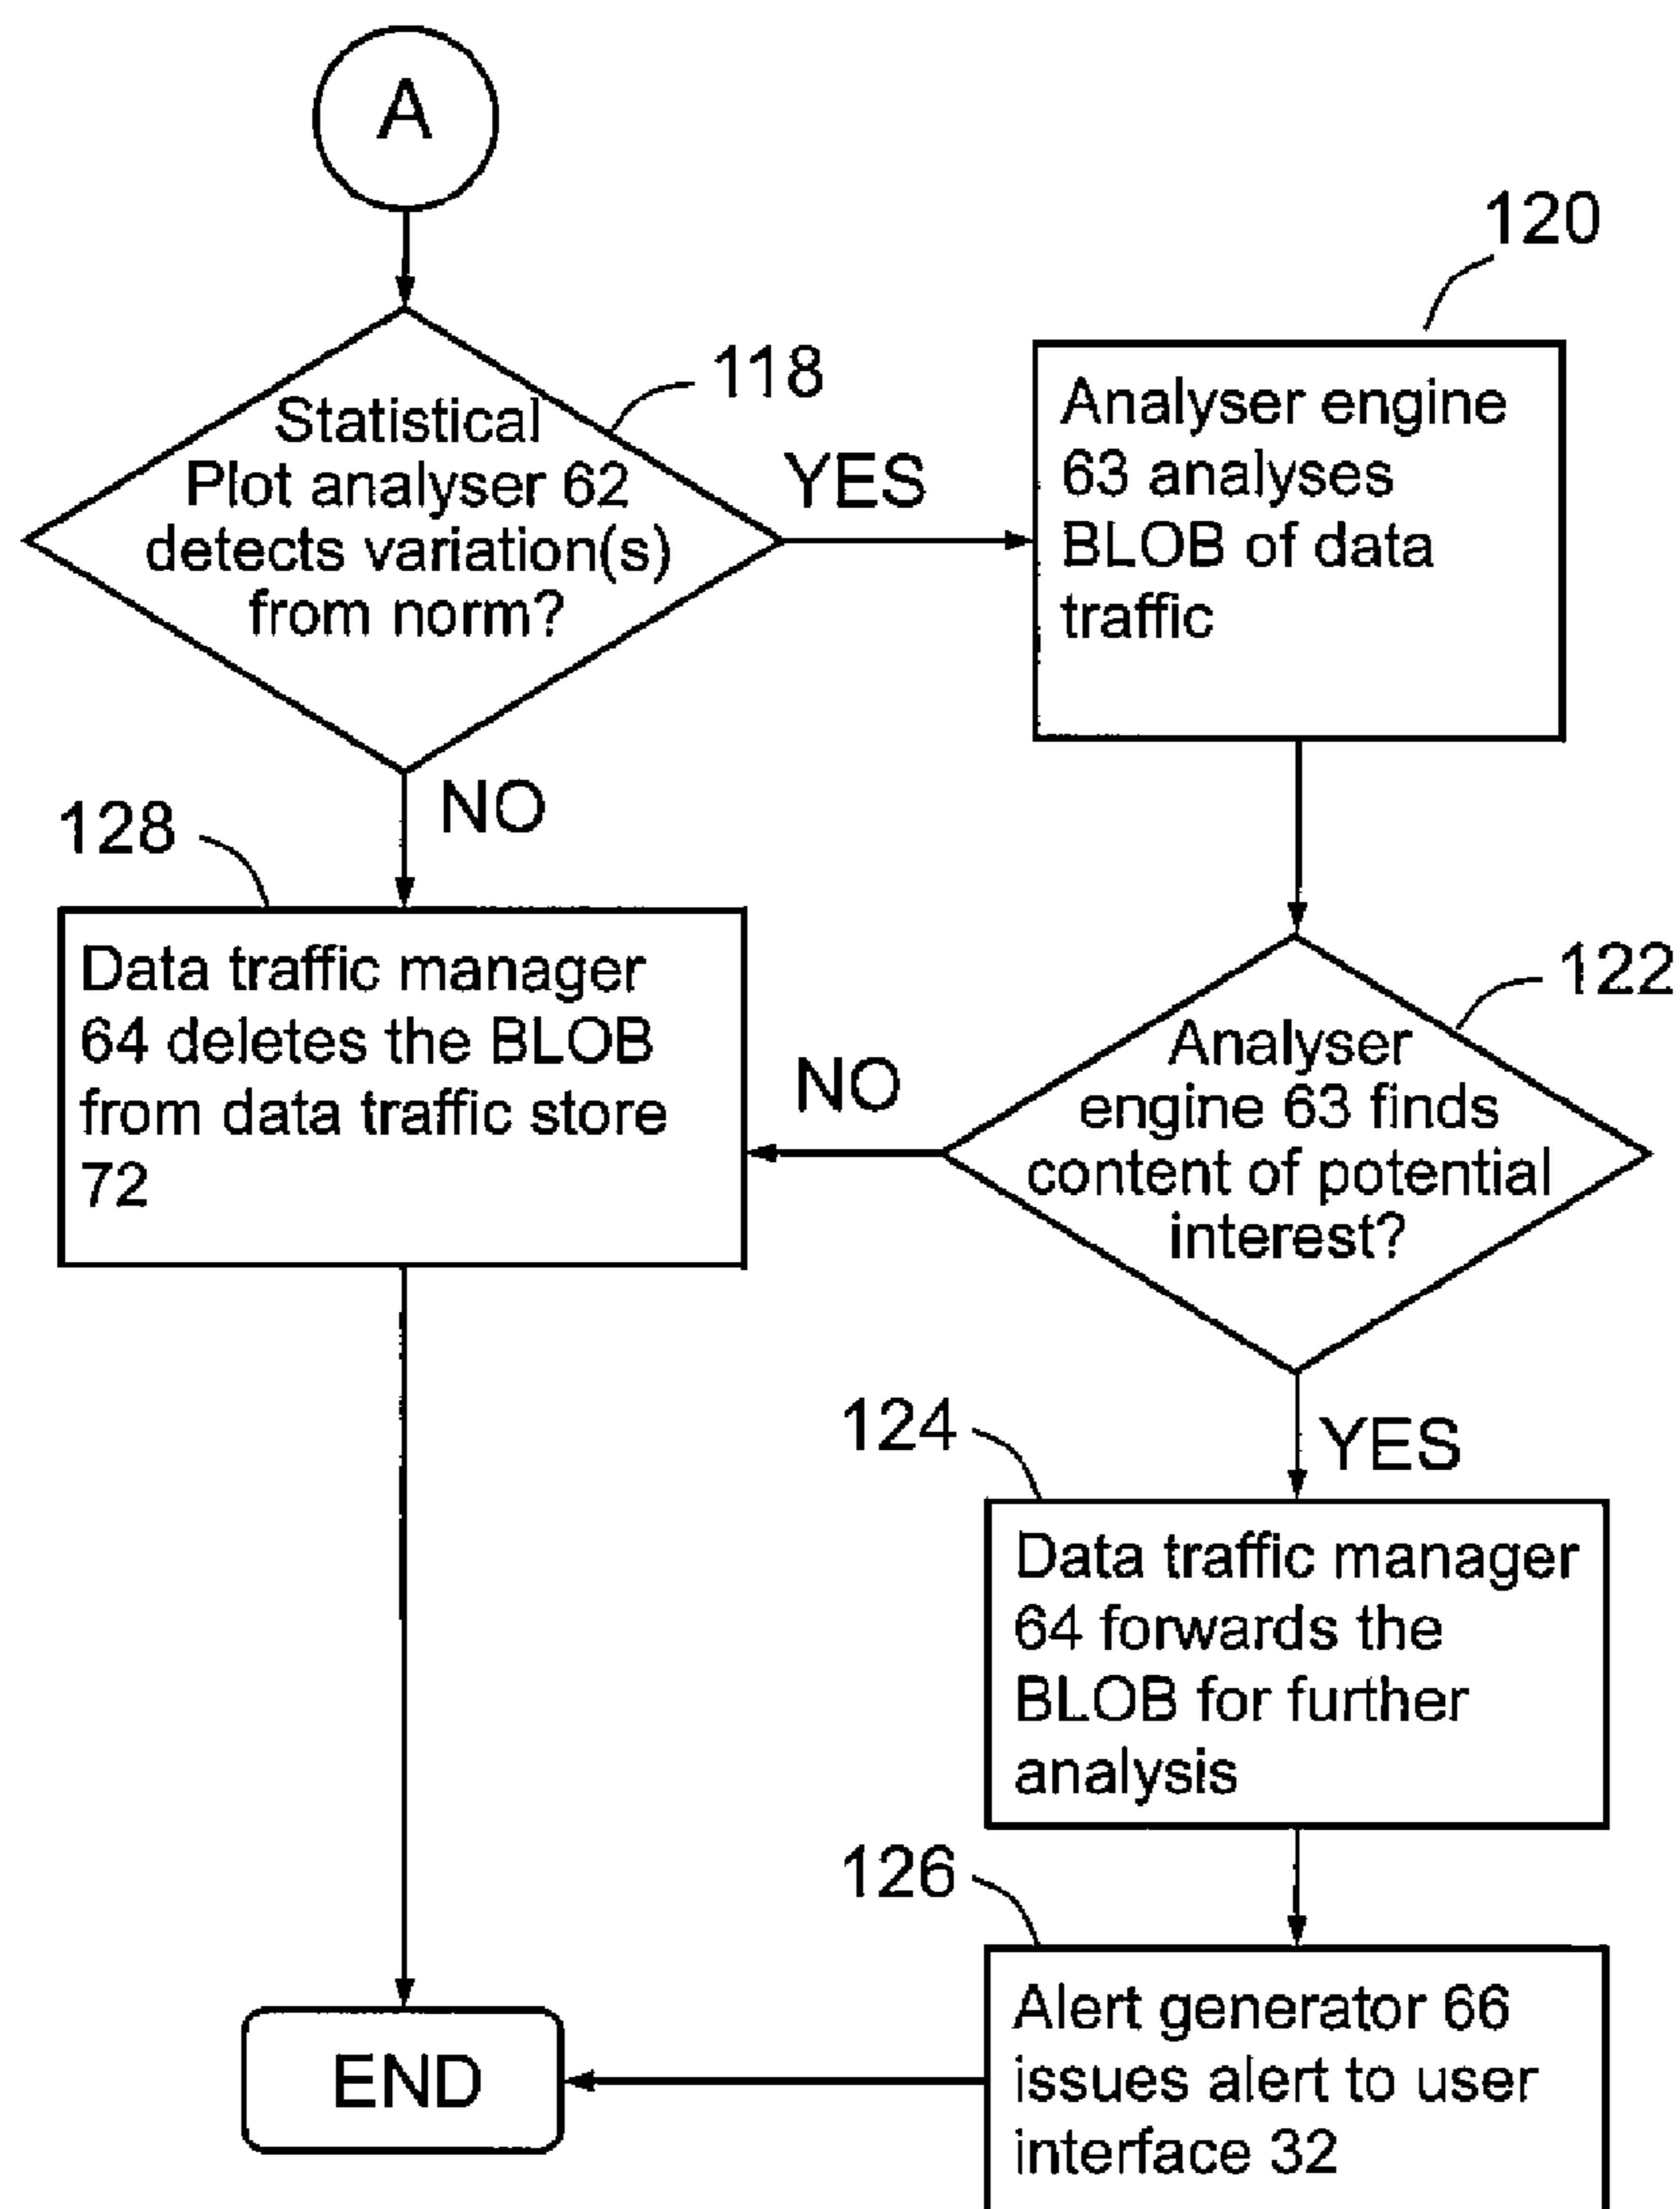 A
118
Statistical
Plot analyser 62
detects variation(s)
from norm?
YES
120
Analyser engine
63 analyses
BLOB of data
traffic
NO
128
Data traffic manager
64 deletes the BLOB
from data traffic store
72
122
Analyser
engine 63 finds
content of potential
interest?
NO
YES
124
Data traffic manager
64 forwards the
BLOB for further
analysis
126
Alert generator 66
issues alert to user
interface 32
END